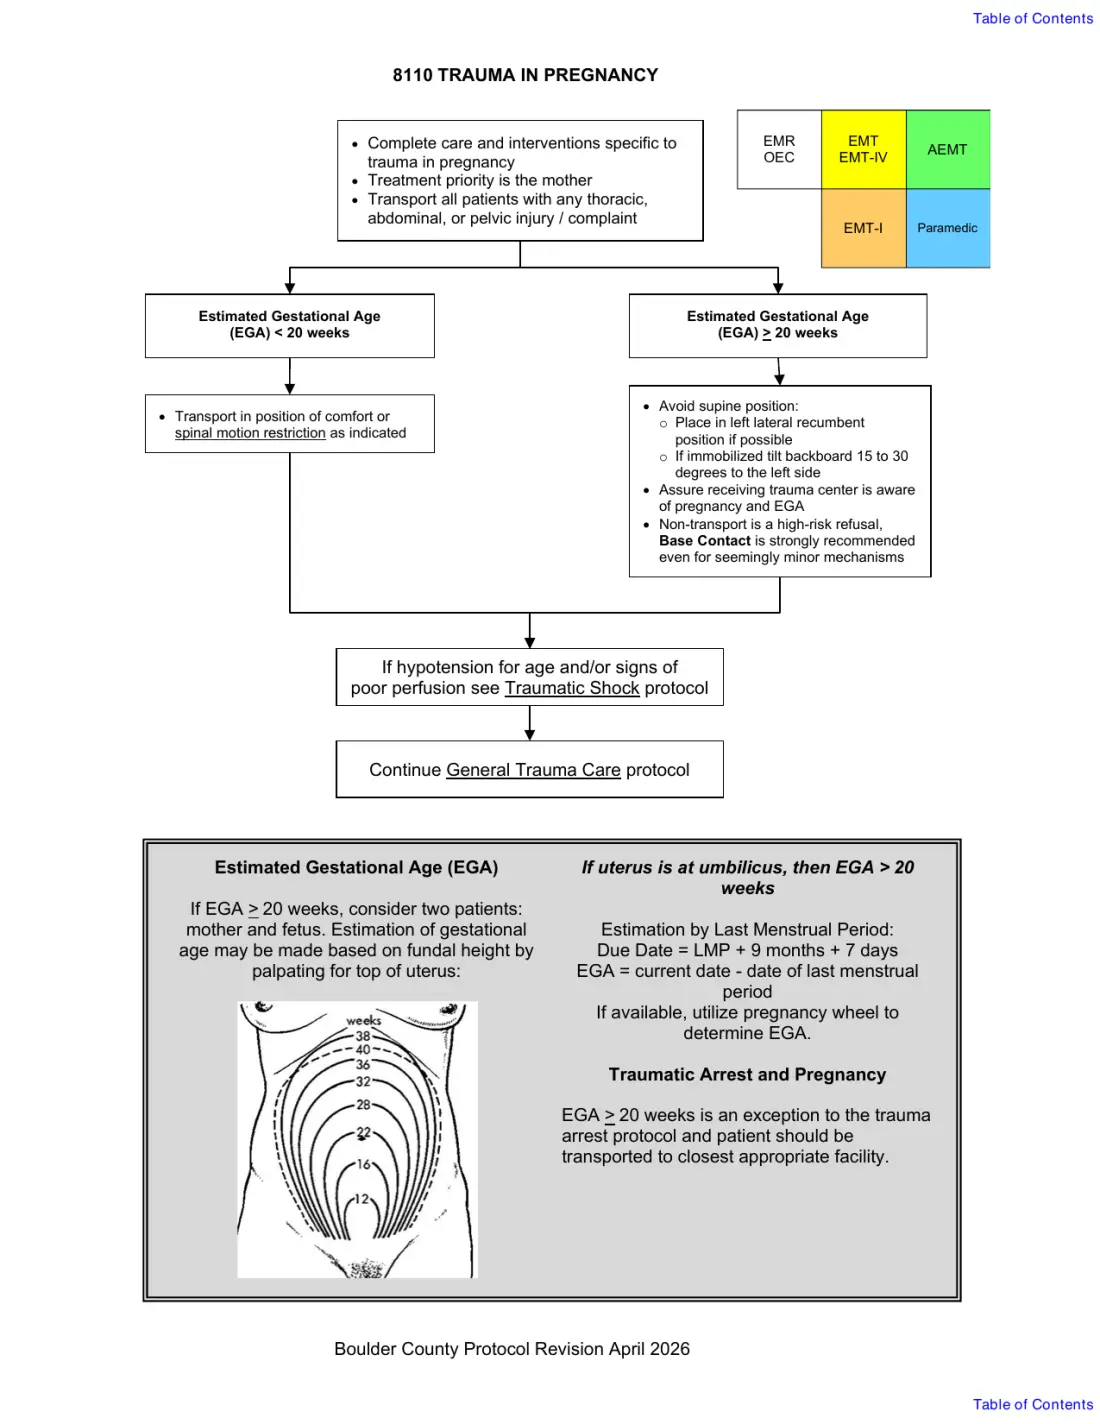 Table of Contents
8110 TRAUMA IN PREGNANCY
• Complete care and interventions specific to
trauma in pregnancy
• Treatment priority is the mother
• Transport all patients with any thoracic,
abdominal, or pelvic injury / complaint
EMR
OEC
EMT
EMT-IV
AEMT
EMT-I
Paramedic
Estimated Gestational Age
(EGA) < 20 weeks
Estimated Gestational Age
(EGA) > 20 weeks
• Transport in position of comfort or
spinal motion restriction as indicated
• Avoid supine position:
o Place in left lateral recumbent
position if possible
o If immobilized tilt backboard 15 to 30
degrees to the left side
• Assure receiving trauma center is aware
of pregnancy and EGA
• Non-transport is a high-risk refusal,
Base Contact is strongly recommended
even for seemingly minor mechanisms
If hypotension for age and/or signs of
poor perfusion see Traumatic Shock protocol
Continue General Trauma Care protocol
Estimated Gestational Age (EGA)
If EGA > 20 weeks, consider two patients:
mother and fetus. Estimation of gestational
age may be made based on fundal height by
palpating for top of uterus:
weeks
38
40
36
32
28
22
16
12
If uterus is at umbilicus, then EGA > 20
weeks
Estimation by Last Menstrual Period:
Due Date = LMP + 9 months + 7 days
EGA = current date - date of last menstrual
period
If available, utilize pregnancy wheel to
determine EGA.
Traumatic Arrest and Pregnancy
EGA > 20 weeks is an exception to the trauma
arrest protocol and patient should be
transported to closest appropriate facility.
Boulder County Protocol Revision April 2026
Table of Contents